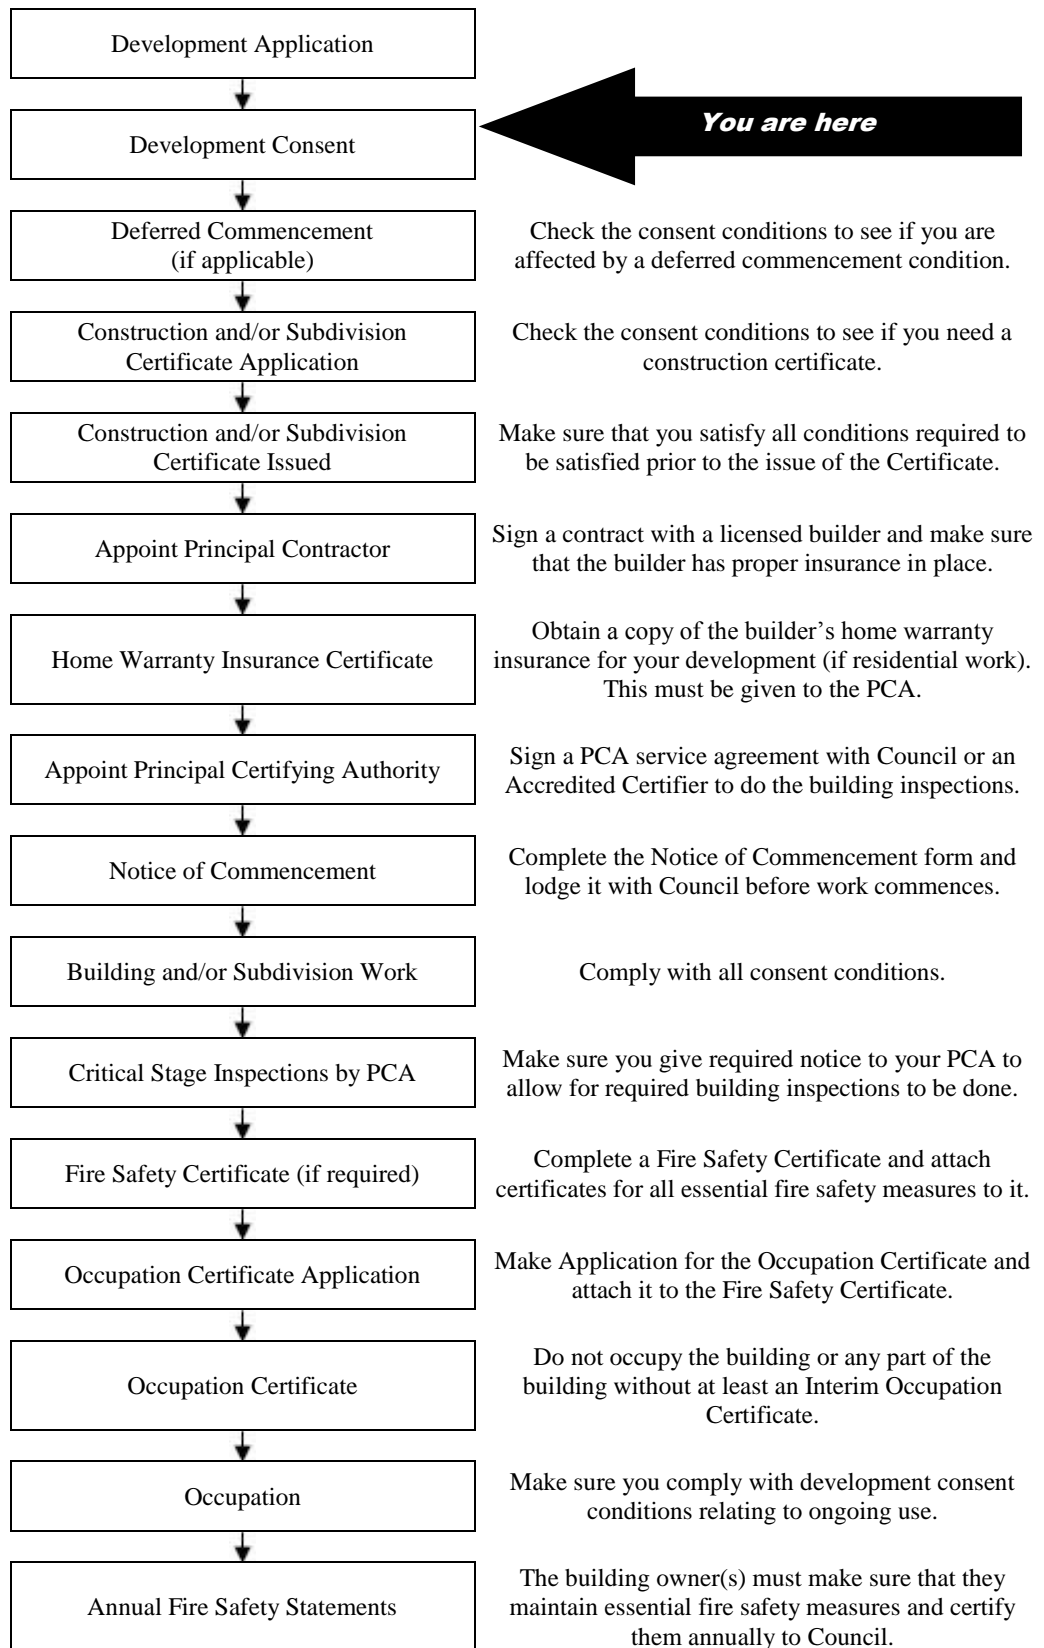 Development Application
Development Consent
You are here
Deferred Commencement
(if applicable)
Check the consent conditions to see if you are
affected by a deferred commencement condition.
Construction and/or Subdivision
Certificate Application
Check the consent conditions to see if you need a
construction certificate.
Construction and/or Subdivision
Certificate Issued
Make sure that you satisfy all conditions required to
be satisfied prior to the issue of the Certificate.
Appoint Principal Contractor
Sign a contract with a licensed builder and make sure
that the builder has proper insurance in place.
Home Warranty Insurance Certificate
Obtain a copy of the builder’s home warranty
insurance for your development (if residential work).
This must be given to the PCA.
Appoint Principal Certifying Authority
Sign a PCA service agreement with Council or an
Accredited Certifier to do the building inspections.
Notice of Commencement
Complete the Notice of Commencement form and
lodge it with Council before work commences.
Building and/or Subdivision Work
Comply with all consent conditions.
Critical Stage Inspections by PCA
Make sure you give required notice to your PCA to
allow for required building inspections to be done.
Fire Safety Certificate (if required)
Complete a Fire Safety Certificate and attach
certificates for all essential fire safety measures to it.
Occupation Certificate Application
Make Application for the Occupation Certificate and
attach it to the Fire Safety Certificate.
Occupation Certificate
Do not occupy the building or any part of the
building without at least an Interim Occupation
Certificate.
Occupation
Make sure you comply with development consent
conditions relating to ongoing use.
Annual Fire Safety Statements
The building owner(s) must make sure that they
maintain essential fire safety measures and certify
them annually to Council.